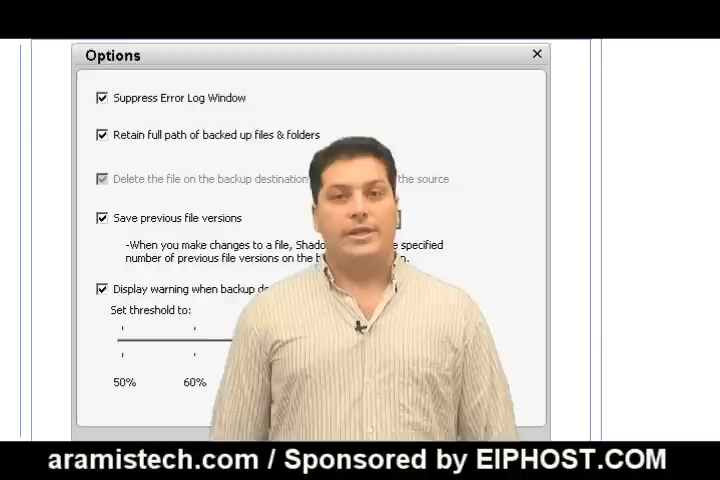 Options
Suppress Error Log Window
Retain full path of backed up files & folders
Delete the file on the backup destination the source
Save previous file versions
-When you make changes to a file, specified
number of previous file versions on the
Display warning when backup
Set threshold to:
50% 60%
aramistech.com / Sponsored by EIPHOST.COM